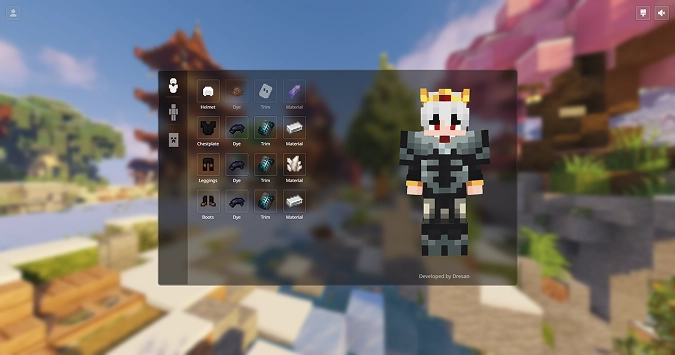 Helmet Dye Trim Material
Chestplate Dye Trim Material
Leggings Dye Trim Material
Boots Dye Trim Material
Developed by Dresan